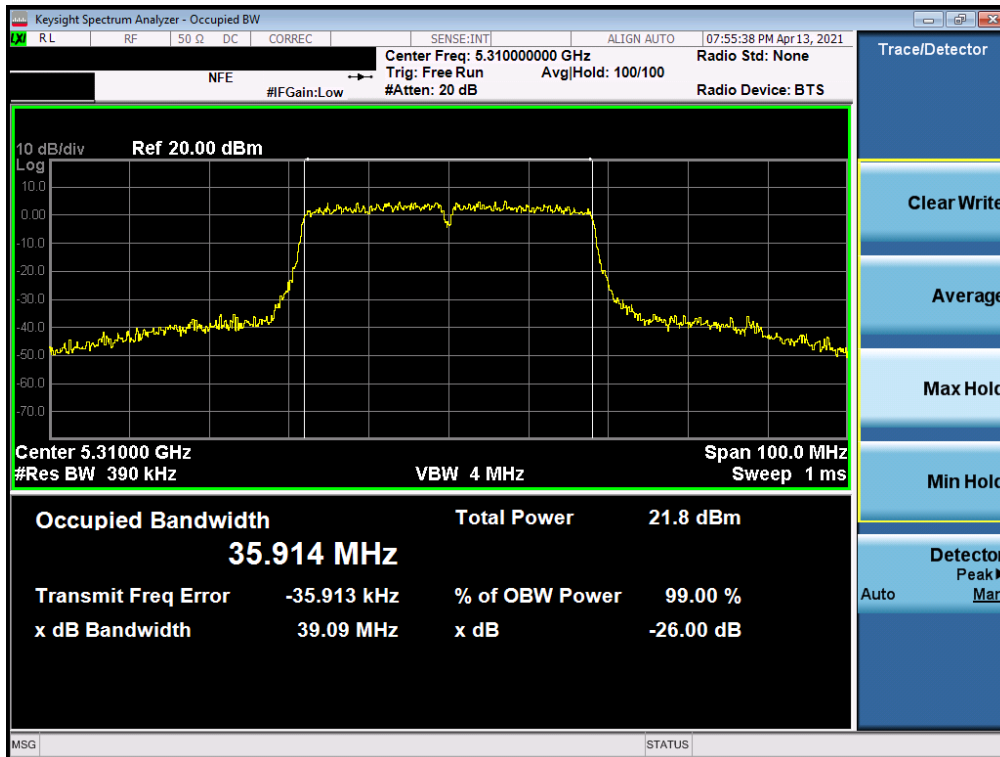 Keysight Spectrum Analyzer - Occupied BW
LXI RL RF 50 Ω DC CORREC SENSE:INT ALIGN AUTO 07:55:38 PM Apr 13, 2021
Center Freq: 5.310000000 GHz Radio Std: None
NFE Trig: Free Run Avg|Hold: 100/100
#IFGain:Low #Atten: 20 dB Radio Device: BTS
Trace/Detector
10 dB/div Ref 20.00 dBm
Log
10.0
0.00
-10.0
-20.0
-30.0
-40.0
-50.0
-60.0
-70.0
Center 5.31000 GHz Span 100.0 MHz
#Res BW 390 kHz VBW 4 MHz Sweep 1 ms
Occupied Bandwidth Total Power 21.8 dBm
35.914 MHz
Transmit Freq Error -35.913 kHz % of OBW Power 99.00 %
x dB Bandwidth 39.09 MHz x dB -26.00 dB
Clear Write
Average
Max Hold
Min Hold
Detector
Peak
Auto Man
MSG STATUS